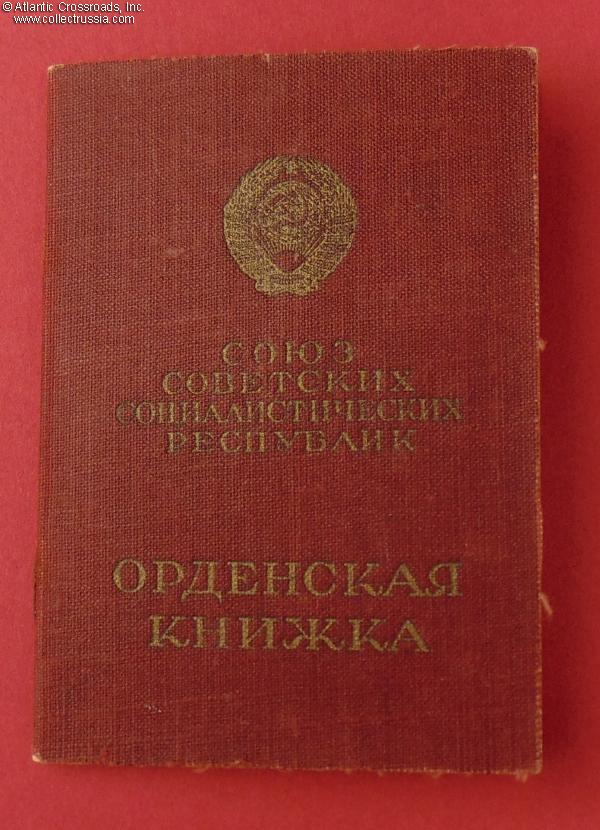 © Atlantic Crossroads, Inc.
www.collectrussia.com
СОЮЗ
СОВЕТСКИХ
СОЦИАЛИСТИЧЕСКИХ
РЕСПУБЛИК
ОРДЕНСКАЯ
КНИЖКА